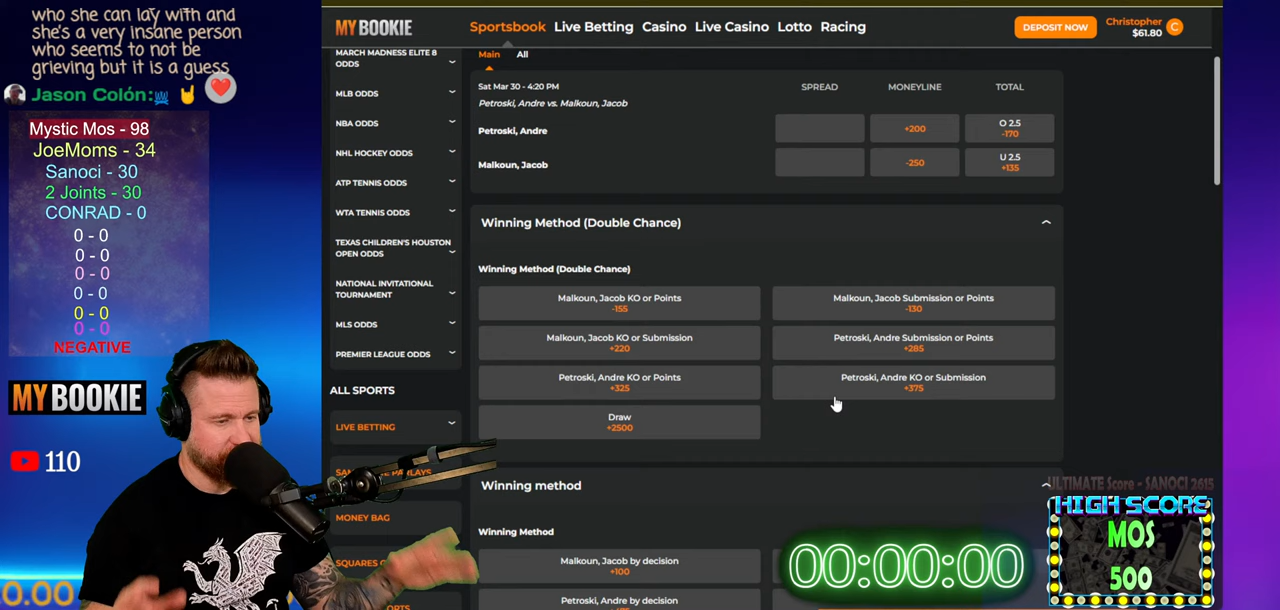 who she can lay with and
she's a very insane person
who seems to not be
grieving but it is a guess
Jason Colón:
Mystic Mos - 98
JoeMoms - 34
Sanoci - 30
2 Joints - 30
CONRAD - 0
0 - 0
0 - 0
0 - 0
0 - 0
0 - 0
0 - 0
NEGATIVE
MYBOOKIE
110
0.00
MYBOOKIE
Sportsbook Live Betting Casino Live Casino Lotto Racing
DEPOSIT NOW
Christopher C
$61.80
MARCH MADNESS ELITE 8
ODDS
MLB ODDS
NBA ODDS
NHL HOCKEY ODDS
ATP TENNIS ODDS
WTA TENNIS ODDS
TEXAS CHILDREN'S HOUSTON
OPEN ODDS
NATIONAL INVITATIONAL
TOURNAMENT
MLS ODDS
PREMIER LEAGUE ODDS
ALL SPORTS
LIVE BETTING
PARLAYS
MONEY BAG
SQUARES
Main All
Sat Mar 30 - 4:20 PM SPREAD MONEYLINE TOTAL
Petroski, Andre vs. Malkoun, Jacob
Petroski, Andre +200 O 2.5
-170
Malkoun, Jacob -250 U 2.5
+135
Winning Method (Double Chance)
Winning Method (Double Chance)
Malkoun, Jacob KO or Points
-155
Malkoun, Jacob Submission or Points
-130
Malkoun, Jacob KO or Submission
+220
Petroski, Andre Submission or Points
+285
Petroski, Andre KO or Points
+325
Petroski, Andre KO or Submission
+375
Draw
+2500
Winning method
Winning Method
Malkoun, Jacob by decision
+100
Petroski, Andre by decision
00:00:00
ULTIMATE Score - SANOCI 2615
HIGH SCORE
MOS
500